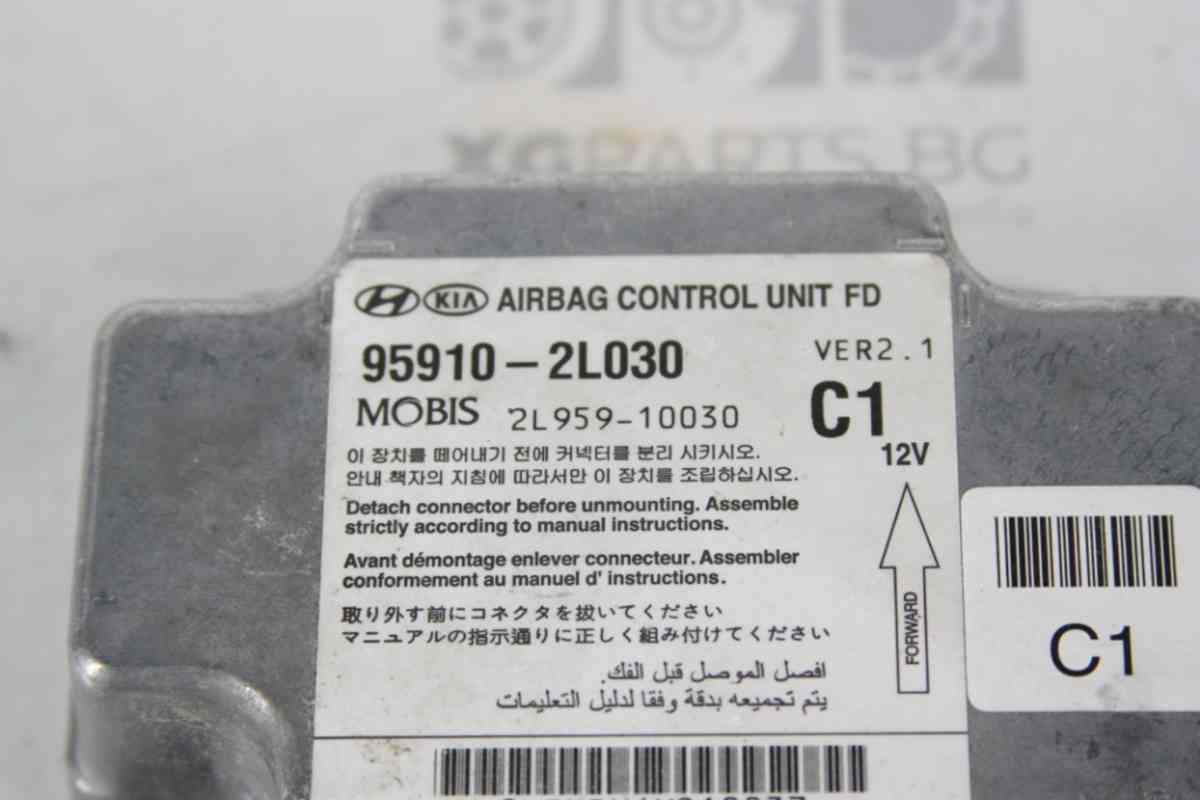 XGPARTS.BG
HYUNDAI KIA AIRBAG CONTROL UNIT FD
95910-2L030
VER2.1
MOBIS 2L959-10030
C1
12V
이 장치를 떼어내기 전에 커넥터를 분리 시키시오.
안내 책자의 지침에 따라서만 이 장치를 조립하십시오.
Detach connector before unmounting. Assemble
strictly according to manual instructions.
Avant démontage enlever connecteur. Assembler
conformement au manuel d' instructions.
取り外す前にコネクタを抜いてください
マニュアルの指示通りに正しく組み付けてください
افصل الموصل قبل الفك.
يتم تجميعه بدقة وفقا لدليل التعليمات
FORWARD
C1